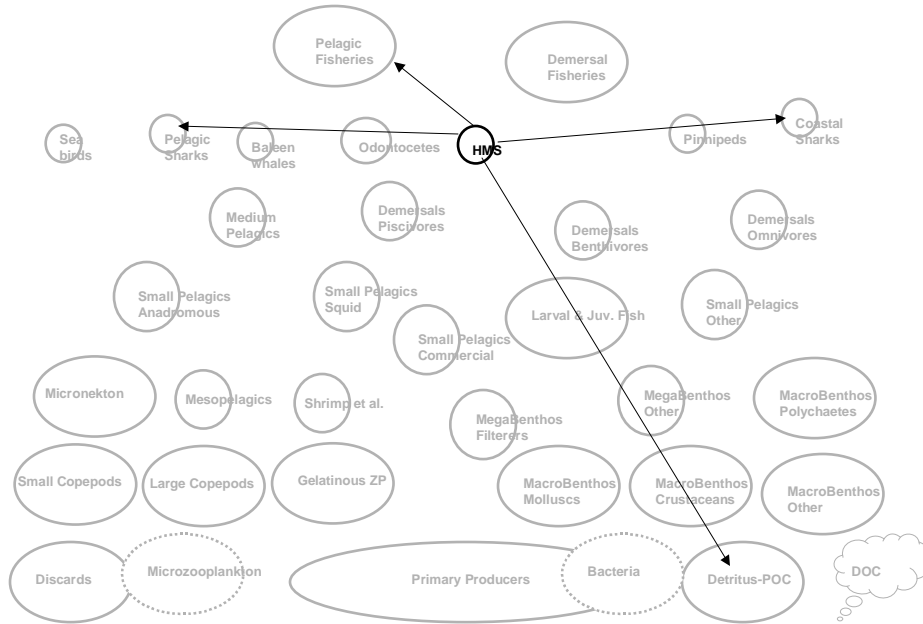 Pelagic
Fisheries
Demersal
Fisheries
Sea
birds
Pelagic
Sharks
Baleen
whales
Odontocetes
HMS
Pinnipeds
Coastal
Sharks
Medium
Pelagics
Demersals
Piscivores
Demersals
Benthivores
Demersals
Omnivores
Small Pelagics
Anadromous
Small Pelagics
Squid
Small Pelagics
Commercial
Larval & Juv. Fish
Small Pelagics
Other
Micronekton
Mesopelagics
Shrimp et al.
MegaBenthos
Filterers
MegaBenthos
Other
MacroBenthos
Polychaetes
Small Copepods
Large Copepods
Gelatinous ZP
MacroBenthos
Molluscs
MacroBenthos
Crustaceans
MacroBenthos
Other
Discards
Microzooplankton
Primary Producers
Bacteria
Detritus-POC
DOC